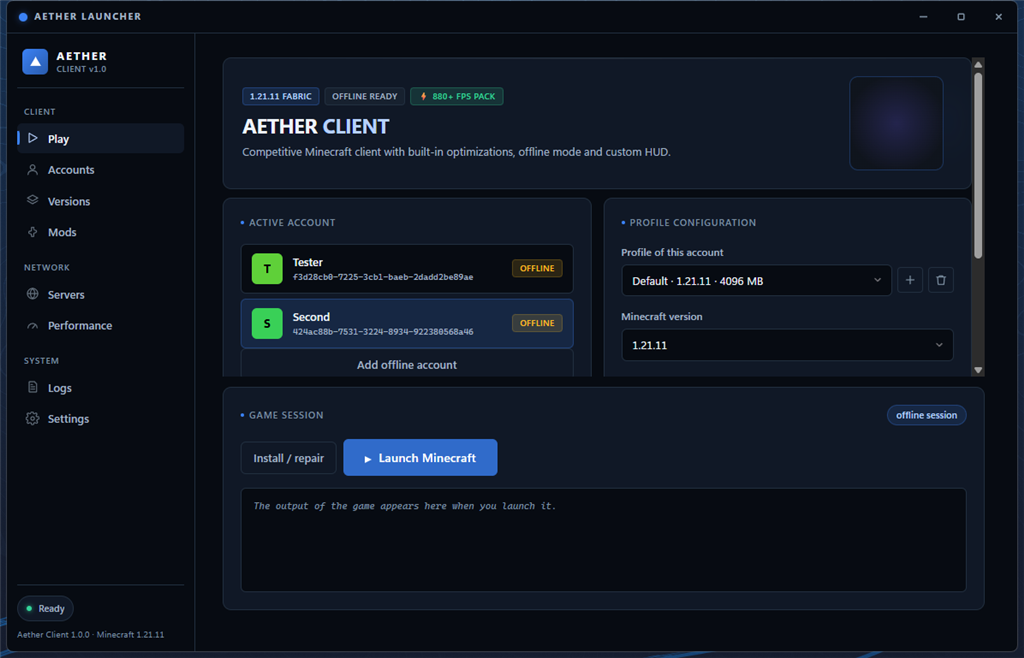 AETHER LAUNCHER
AETHER
CLIENT v1.0
CLIENT
Play
Accounts
Versions
Mods
NETWORK
Servers
Performance
SYSTEM
Logs
Settings
Ready
Aether Client 1.0.0 · Minecraft 1.21.11
1.21.11 FABRIC
OFFLINE READY
880+ FPS PACK
AETHER CLIENT
Competitive Minecraft client with built-in optimizations, offline mode and custom HUD.
• ACTIVE ACCOUNT
T
Tester
OFFLINE
f3d28cb0-7225-3cb1-baeb-2dadd2be89ae
S
Second
OFFLINE
424ac88b-7531-3224-8934-922380568a46
Add offline account
• PROFILE CONFIGURATION
Profile of this account
Default · 1.21.11 · 4096 MB
Minecraft version
1.21.11
• GAME SESSION
offline session
Install / repair
► Launch Minecraft
The output of the game appears here when you launch it.